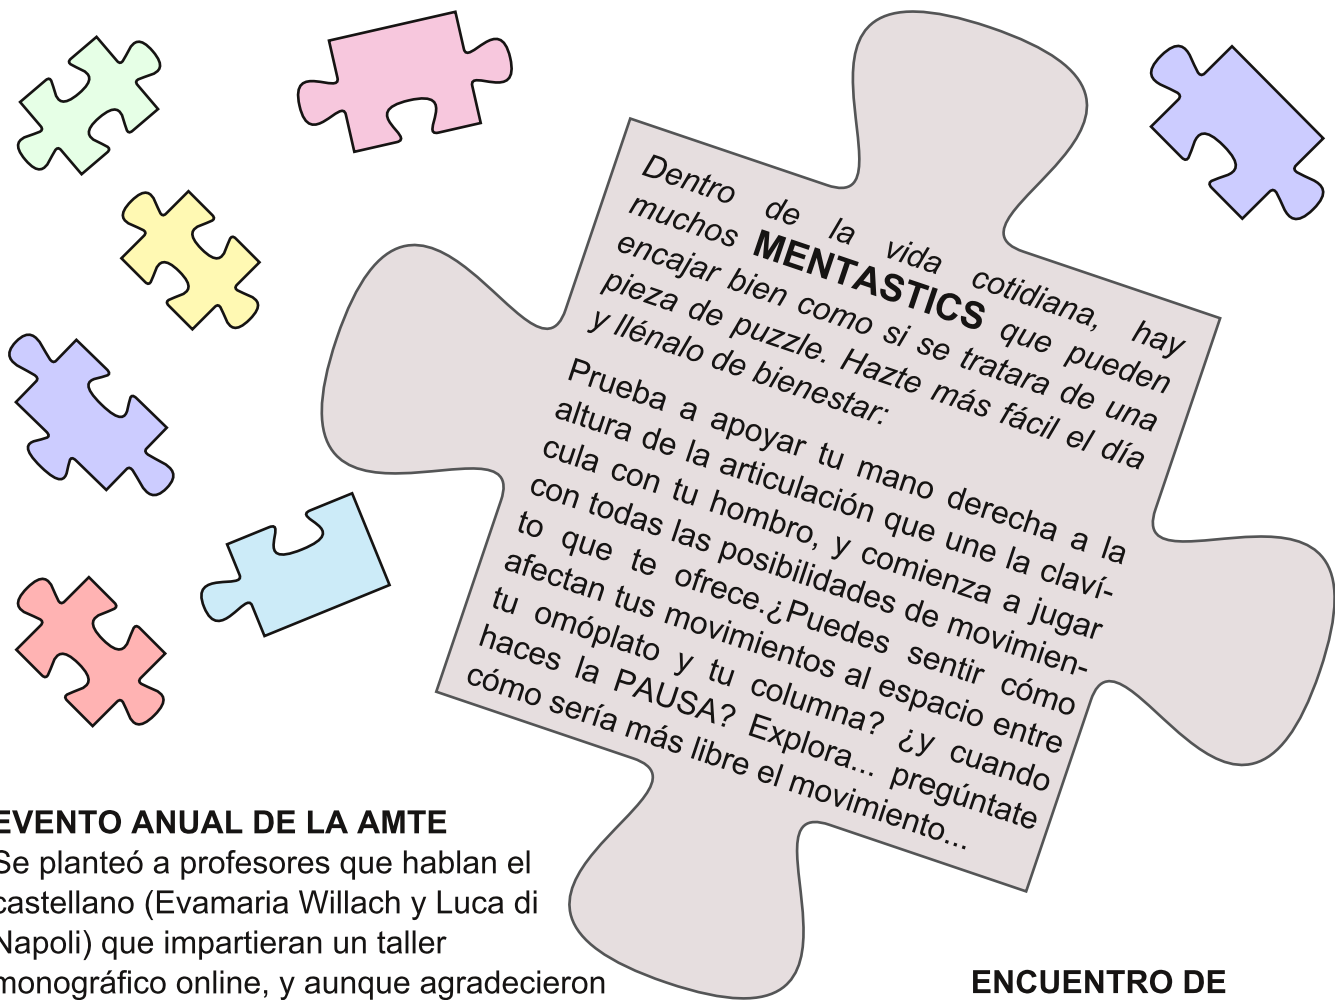 Dentro de la vida cotidiana, hay
muchos MENTASTICS que pueden
encajar bien como si se tratara de una
pieza de puzzle. Hazte más fácil el día
y llénalo de bienestar:
Prueba a apoyar tu mano derecha a la
altura de la articulación que une la claví-
cula con tu hombro, y comienza a jugar
con todas las posibilidades de movimien-
to que te ofrece.¿Puedes sentir cómo
afectan tus movimientos al espacio entre
tu omóplato y tu columna? ¿y cuando
haces la PAUSA? Explora... pregúntate
cómo sería más libre el movimiento...
EVENTO ANUAL DE LA AMTE
Se planteó a profesores que hablan el
castellano (Evamaria Willach y Luca di
Napoli) que impartieran un taller
monográfico online, y aunque agradecieron
ENCUENTRO DE